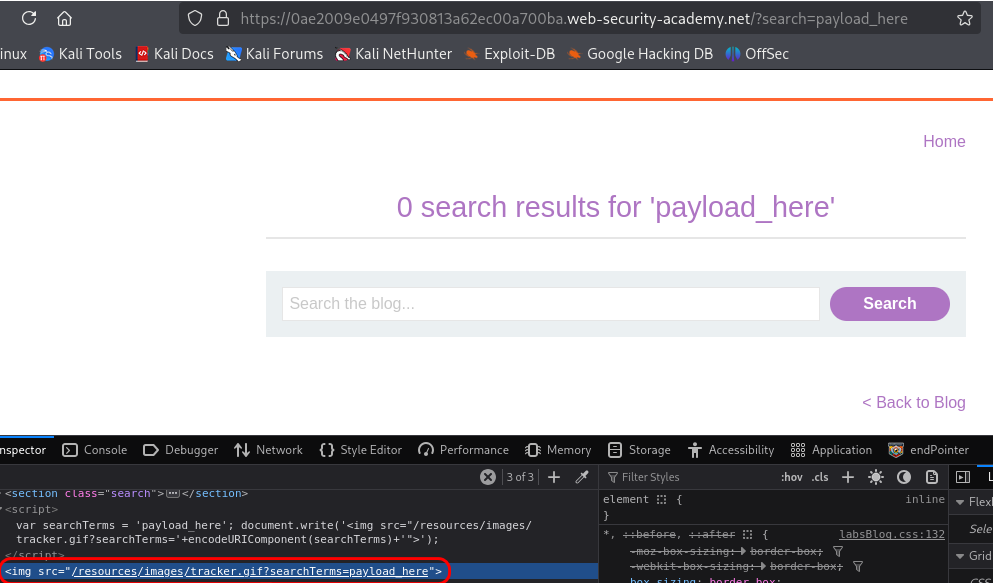 https://0ae2009e0497f930813a62ec00a700ba.web-security-academy.net/?search=payload_here
inux Kali Tools Kali Docs Kali Forums Kali NetHunter Exploit-DB Google Hacking DB OffSec
Home
0 search results for 'payload_here'
Search the blog... Search
< Back to Blog
nspector Console Debugger Network Style Editor Performance Memory Storage Accessibility Application endPointer
3 of 3 Filter Styles :hov .cls L
<section class="search"></section>
<script>
var searchTerms = 'payload_here'; document.write('<img src="/resources/images/
tracker.gif?searchTerms='+encodeURIComponent(searchTerms)+'">');
</script>
<img src="/resources/images/tracker.gif?searchTerms=payload_here">
element { inline
}
*, ::before, ::after { labsBlog.css:132
-moz-box-sizing: border-box;
-webkit-box-sizing: border-box;
box-sizing: border-box;
Flex
Sele
Grid
CSS